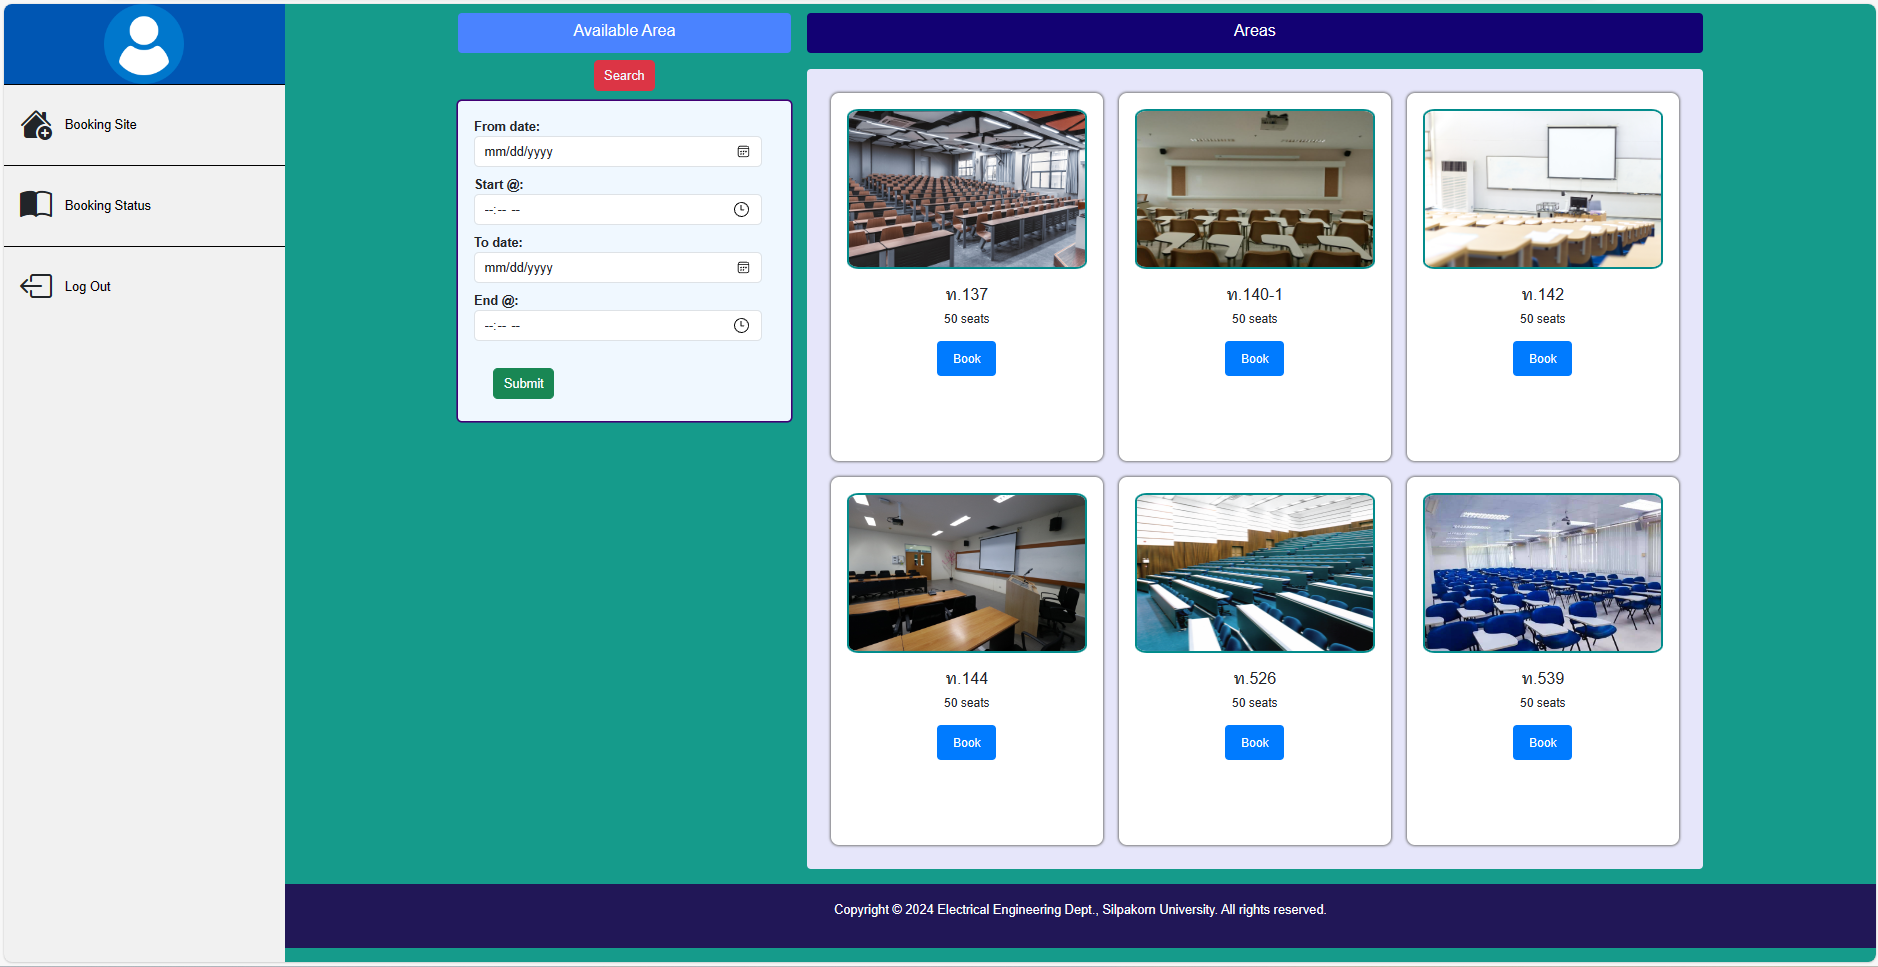 Booking Site
Booking Status
Log Out
Available Area
Search
From date:
mm/dd/yyyy
Start @:
--:-- --
To date:
mm/dd/yyyy
End @:
--:-- --
Submit
Areas
ท.137
50 seats
Book
ท.140-1
50 seats
Book
ท.142
50 seats
Book
ท.144
50 seats
Book
ท.526
50 seats
Book
ท.539
50 seats
Book
Copyright © 2024 Electrical Engineering Dept., Silpakorn University. All rights reserved.